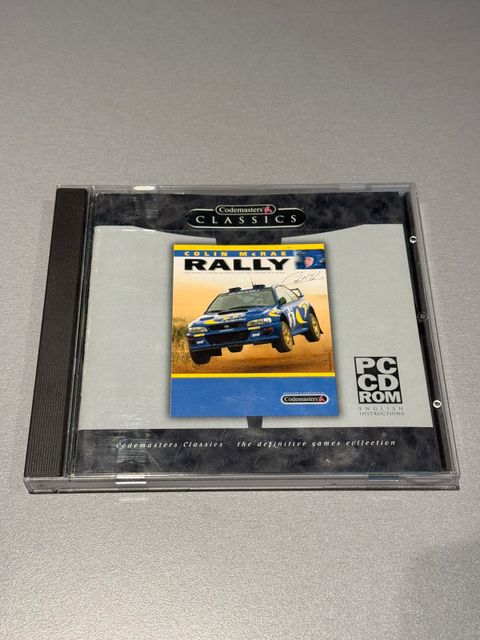 Codemasters
CLASSICS
COLIN McRAE
RALLY
Codemasters
PC
CD
ROM
ENGLISH
INSTRUCTIONS
Codemasters Classics - the definitive games collection